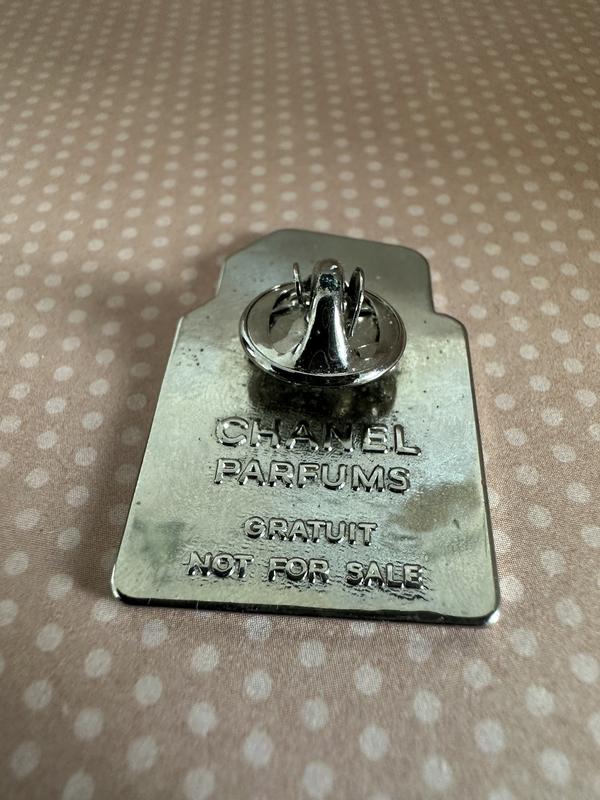 CHANEL
PARFUMS
GRATUIT
NOT FOR SALE